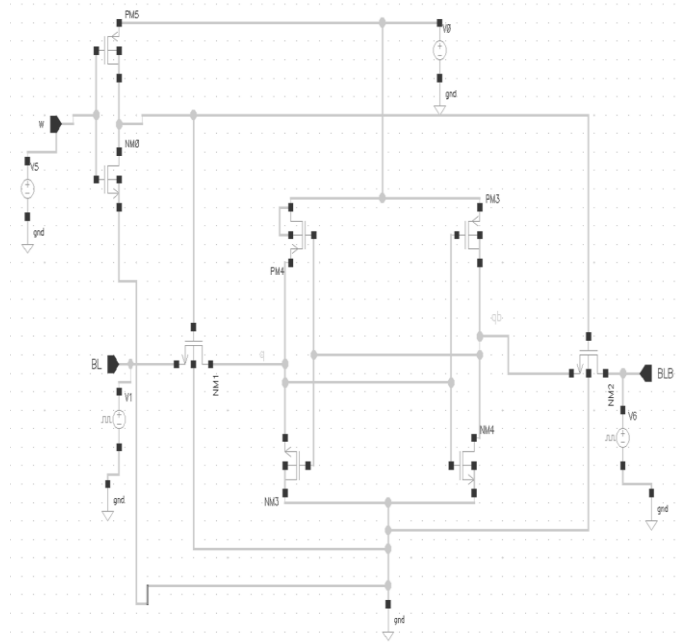 PM5
V0
gnd
w
NM0
V5
gnd
PM3
PM4
qb
q
BL
NM1
BLB
NM2
V1
V6
NM4
gnd
NM3
gnd
gnd